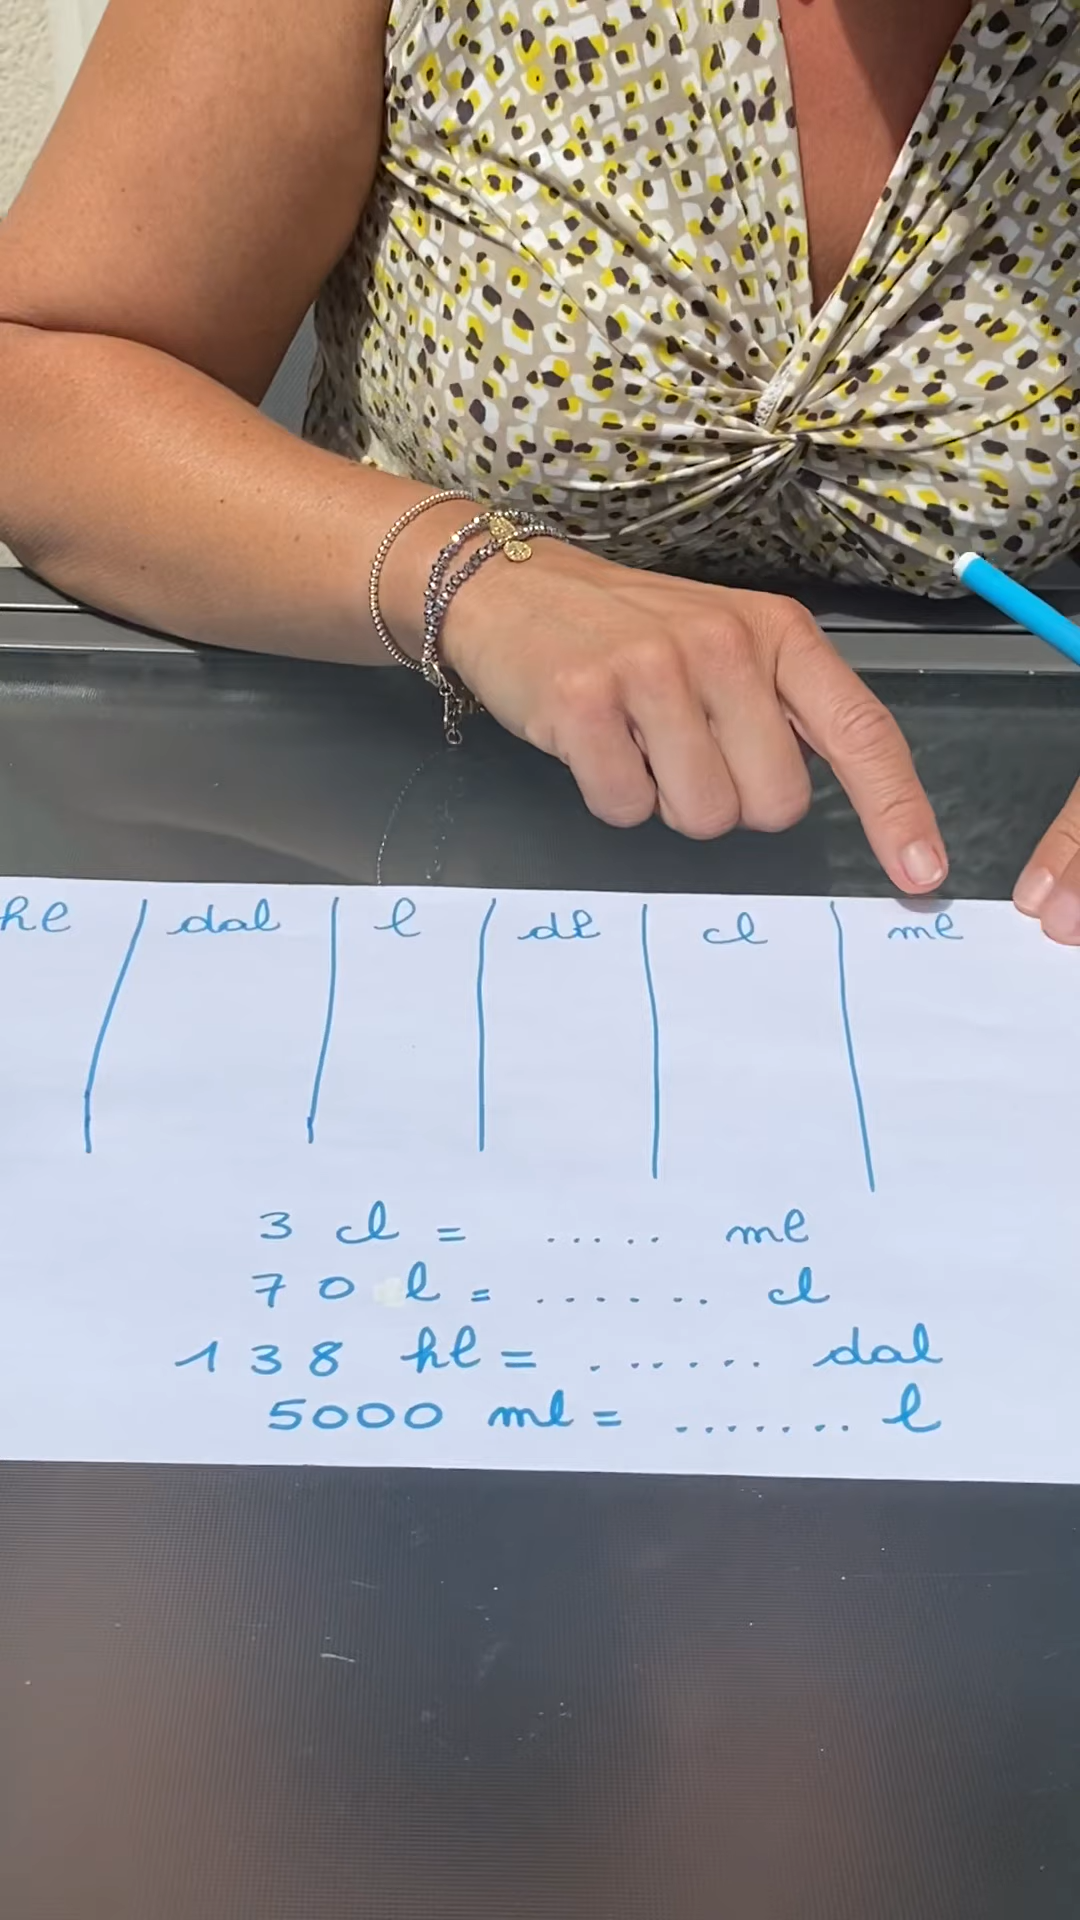 hl dal l dl cl ml
3 cl = ..... ml
70 l = ...... cl
138 hl = ...... dal
5000 ml = ....... l